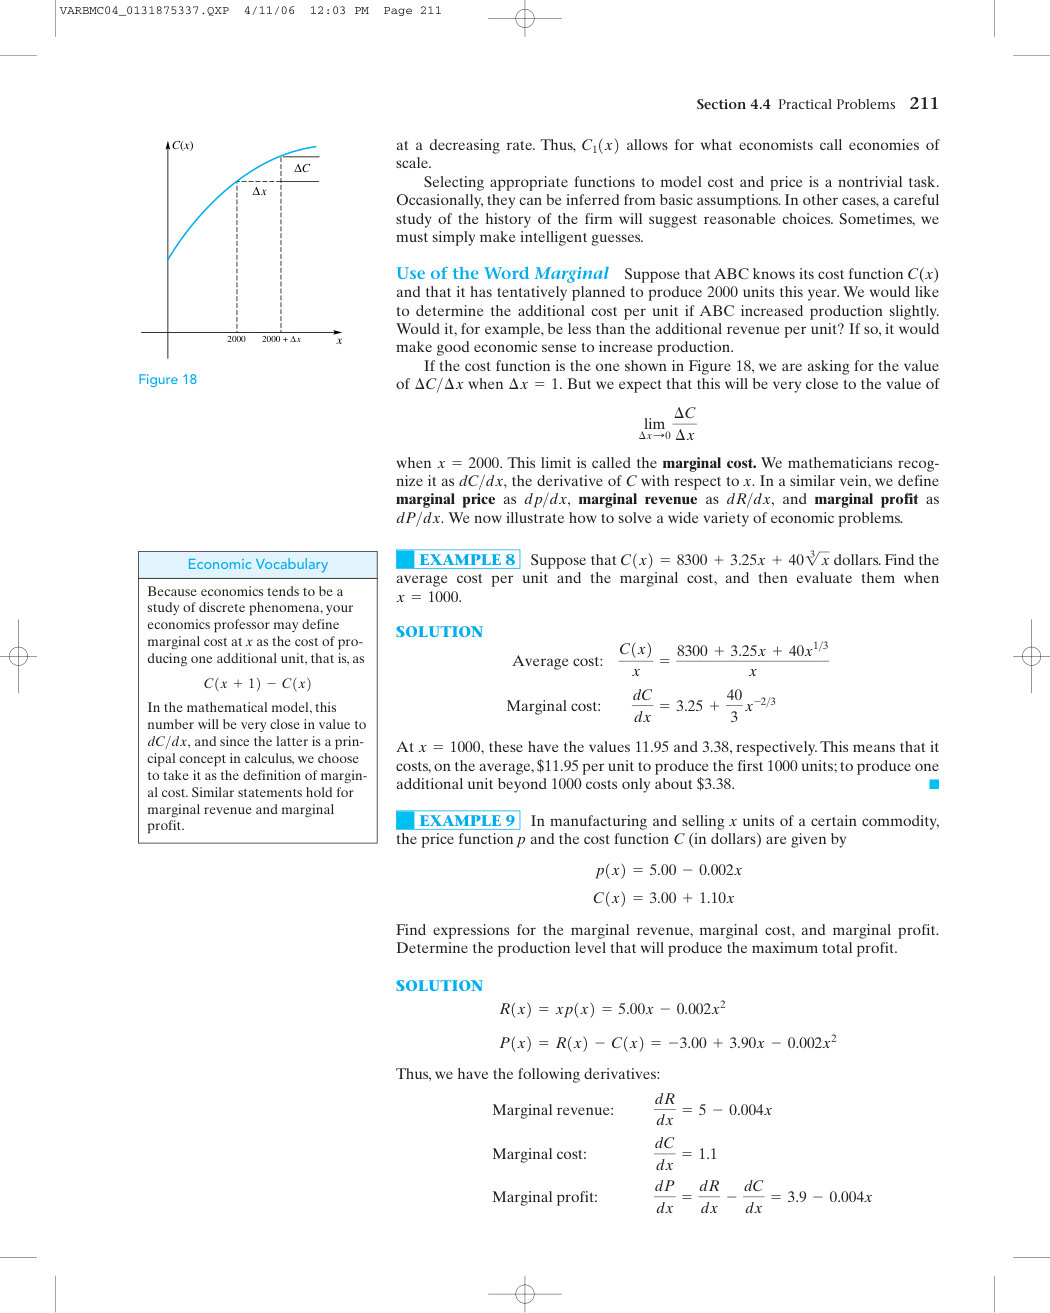 VARBMC04_0131875337.QXP 4/11/06 12:03 PM Page 211
Section 4.4 Practical Problems 211
C(x)
ΔC
Δx
2000 2000 + Δx x
Figure 18
at a decreasing rate. Thus, C₁(x) allows for what economists call economies of
scale.
Selecting appropriate functions to model cost and price is a nontrivial task.
Occasionally, they can be inferred from basic assumptions. In other cases, a careful
study of the history of the firm will suggest reasonable choices. Sometimes, we
must simply make intelligent guesses.
Use of the Word Marginal Suppose that ABC knows its cost function C(x)
and that it has tentatively planned to produce 2000 units this year. We would like
to determine the additional cost per unit if ABC increased production slightly.
Would it, for example, be less than the additional revenue per unit? If so, it would
make good economic sense to increase production.
If the cost function is the one shown in Figure 18, we are asking for the value
of ΔC/Δx when Δx = 1. But we expect that this will be very close to the value of
lim Δx→0 ΔC/Δx
when x = 2000. This limit is called the marginal cost. We mathematicians recog-
nize it as dC/dx, the derivative of C with respect to x. In a similar vein, we define
marginal price as dp/dx, marginal revenue as dR/dx, and marginal profit as
dP/dx. We now illustrate how to solve a wide variety of economic problems.
EXAMPLE 8 Suppose that C(x) = 8300 + 3.25x + 40∛x dollars. Find the
average cost per unit and the marginal cost, and then evaluate them when
x = 1000.
SOLUTION
Average cost: C(x)/x = (8300 + 3.25x + 40x^{1/3})/x
Marginal cost: dC/dx = 3.25 + 40/3 x^{−2/3}
At x = 1000, these have the values 11.95 and 3.38, respectively. This means that it
costs, on the average, $11.95 per unit to produce the first 1000 units; to produce one
additional unit beyond 1000 costs only about $3.38.
Economic Vocabulary
Because economics tends to be a
study of discrete phenomena, your
economics professor may define
marginal cost at x as the cost of pro-
ducing one additional unit, that is, as
C(x + 1) − C(x)
In the mathematical model, this
number will be very close in value to
dC/dx, and since the latter is a prin-
cipal concept in calculus, we choose
to take it as the definition of margin-
al cost. Similar statements hold for
marginal revenue and marginal
profit.
EXAMPLE 9 In manufacturing and selling x units of a certain commodity,
the price function p and the cost function C (in dollars) are given by
p(x) = 5.00 − 0.002x
C(x) = 3.00 + 1.10x
Find expressions for the marginal revenue, marginal cost, and marginal profit.
Determine the production level that will produce the maximum total profit.
SOLUTION
R(x) = xp(x) = 5.00x − 0.002x²
P(x) = R(x) − C(x) = −3.00 + 3.90x − 0.002x²
Thus, we have the following derivatives:
Marginal revenue: dR/dx = 5 − 0.004x
Marginal cost: dC/dx = 1.1
Marginal profit: dP/dx = dR/dx − dC/dx = 3.9 − 0.004x